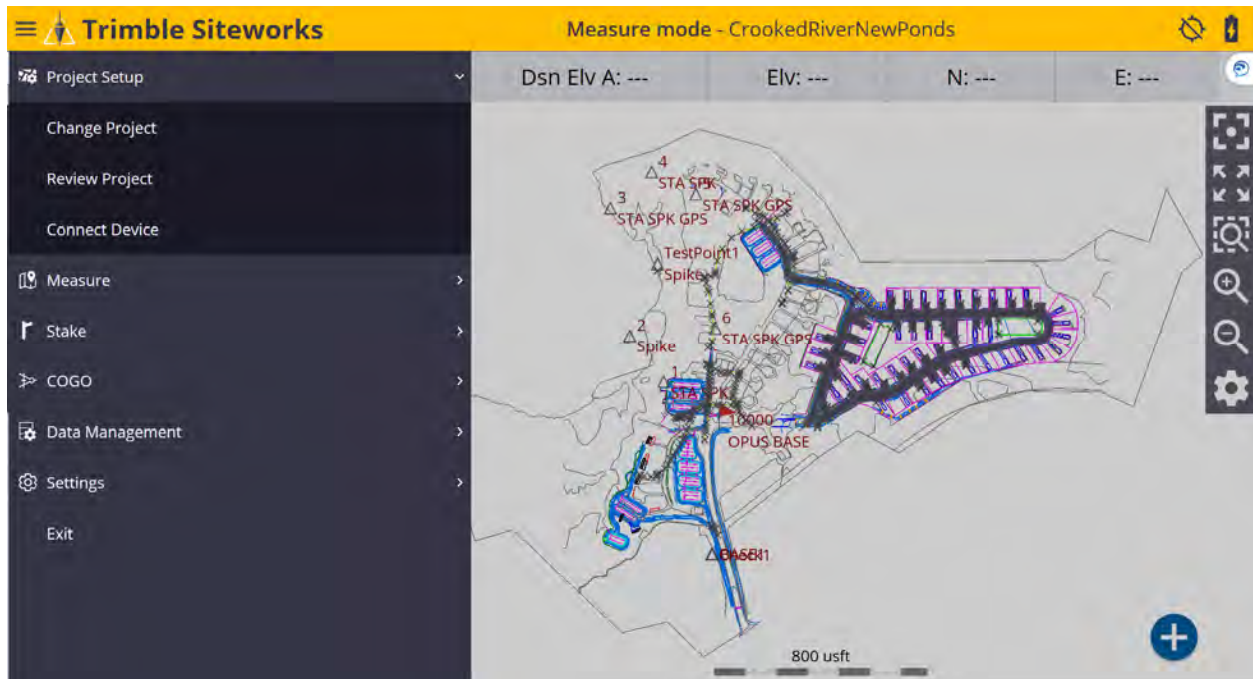 Trimble Siteworks
Measure mode - CrookedRiverNewPonds
Project Setup
Change Project
Review Project
Connect Device
Measure
Stake
COGO
Data Management
Settings
Exit
Dsn Elv A: ---
Elv: ---
N: ---
E: ---
4
STA SPK
5
STA SPK GPS
3
STA SPK GPS
TestPoint1
Spike
6
STA SPK GPS
2
Spike
1
STA SPK
10000
OPUS BASE
800 usft